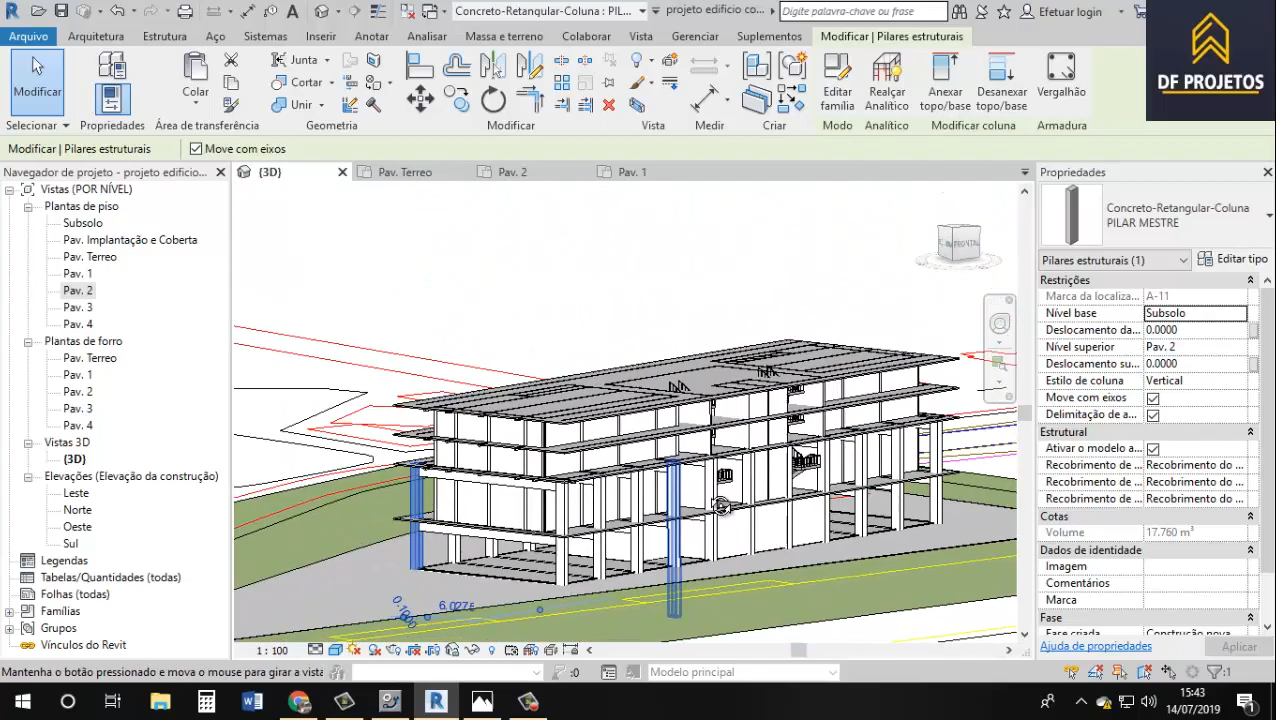 Concreto-Retangular-Coluna : PIL...
projeto edificio co...
Digite palavra-chave ou frase
Efetuar login
Arquivo
Arquitetura
Estrutura
Aço
Sistemas
Inserir
Anotar
Analisar
Massa e terreno
Colaborar
Vista
Gerenciar
Suplementos
Modificar | Pilares estruturais
DF PROJETOS
Modificar
Colar
Junta
Cortar
Unir
Editar família
Realçar Analítico
Anexar topo/base
Desanexar topo/base
Vergalhão
Selecionar
Propriedades
Área de transferência
Geometria
Modificar
Vista
Medir
Criar
Modo
Analítico
Modificar coluna
Armadura
Modificar | Pilares estruturais
Move com eixos
Navegador de projeto - projeto edificio...
{3D}
Pav. Terreo
Pav. 2
Pav. 1
Propriedades
Vistas (POR NÍVEL)
Plantas de piso
Subsolo
Pav. Implantação e Coberta
Pav. Terreo
Pav. 1
Pav. 2
Pav. 3
Pav. 4
Plantas de forro
Pav. Terreo
Pav. 1
Pav. 2
Pav. 3
Pav. 4
Vistas 3D
{3D}
Elevações (Elevação da construção)
Leste
Norte
Oeste
Sul
Legendas
Tabelas/Quantidades (todas)
Folhas (todas)
Famílias
Grupos
Vínculos do Revit
FRONTAL
6.0275
Concreto-Retangular-Coluna
PILAR MESTRE
Pilares estruturais (1)
Editar tipo
Restrições
Marca da localiza... A-11
Nível base Subsolo
Deslocamento da... 0.0000
Nível superior Pav. 2
Deslocamento su... 0.0000
Estilo de coluna Vertical
Move com eixos
Delimitação de a...
Estrutural
Ativar o modelo a...
Recobrimento de ... Recobrimento do ...
Recobrimento de ... Recobrimento do ...
Recobrimento de ... Recobrimento do ...
Cotas
Volume 17.760 m³
Dados de identidade
Imagem
Comentários
Marca
Fase
Fase criada Construção nova
Ajuda de propriedades
Aplicar
1 : 100
Mantenha o botão pressionado e mova o mouse para girar a vista
:0
Modelo principal
:1
15:43
14/07/2019
1